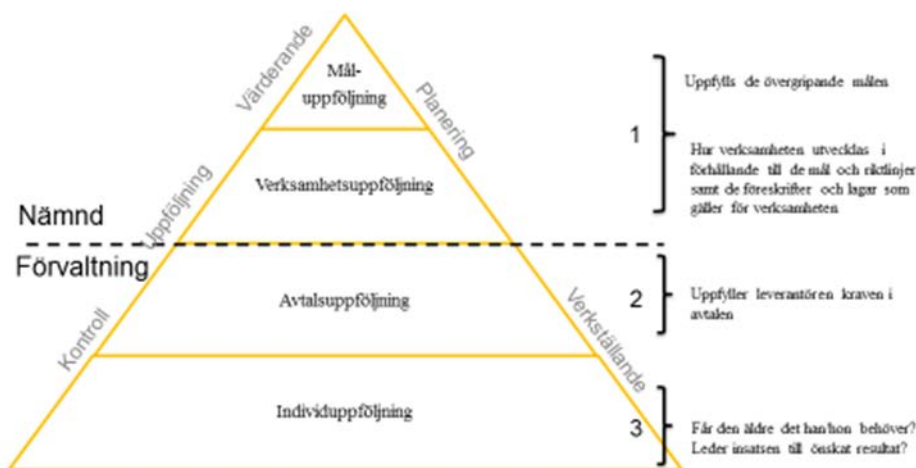 Värderande
Mål-
uppföljning
Planering
Uppföljning
Verksamhetsuppföljning
Nämnd
Förvaltning
Kontroll
Avtalsuppföljning
Verkställande
Individuppföljning
1
Uppfylls de övergripande målen
Hur verksamheten utvecklas i
förhållande till de mål och riktlinjer
samt de föreskrifter och lagar som
gäller för verksamheten
2
Uppfyller leverantören kraven i
avtalen
3
Får den äldre det han/hon behöver?
Leder insatsen till önskat resultat?